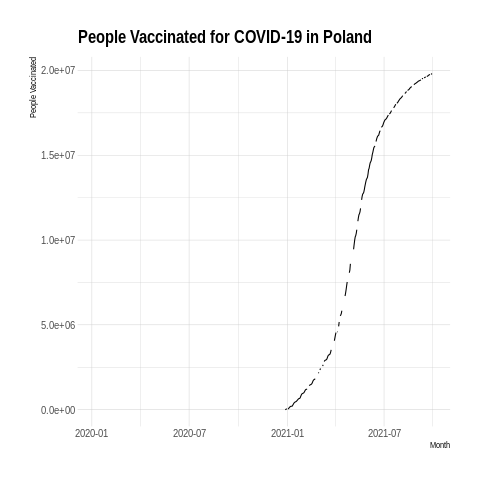 People Vaccinated for COVID-19 in Poland
People Vaccinated
2.0e+07
1.5e+07
1.0e+07
5.0e+06
0.0e+00
2020-01 2020-07 2021-01 2021-07
Month